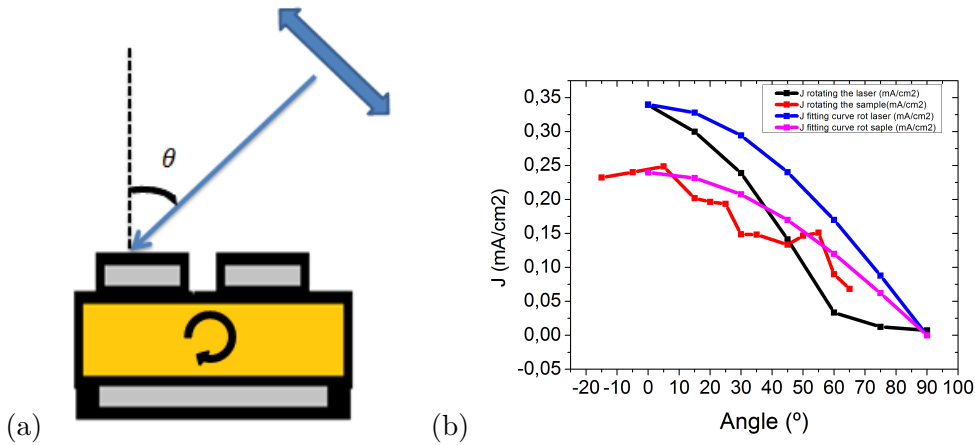 θ
(a)
J rotating the laser (mA/cm2)
J rotating the sample(mA/cm2)
J fitting curve rot laser (mA/cm2)
J fitting curve rot saple (mA/cm2)
0,35
0,30
0,25
0,20
0,15
0,10
0,05
0,00
-0,05
J (mA/cm2)
-20 -10 0 10 20 30 40 50 60 70 80 90 100
Angle (º)
(b)